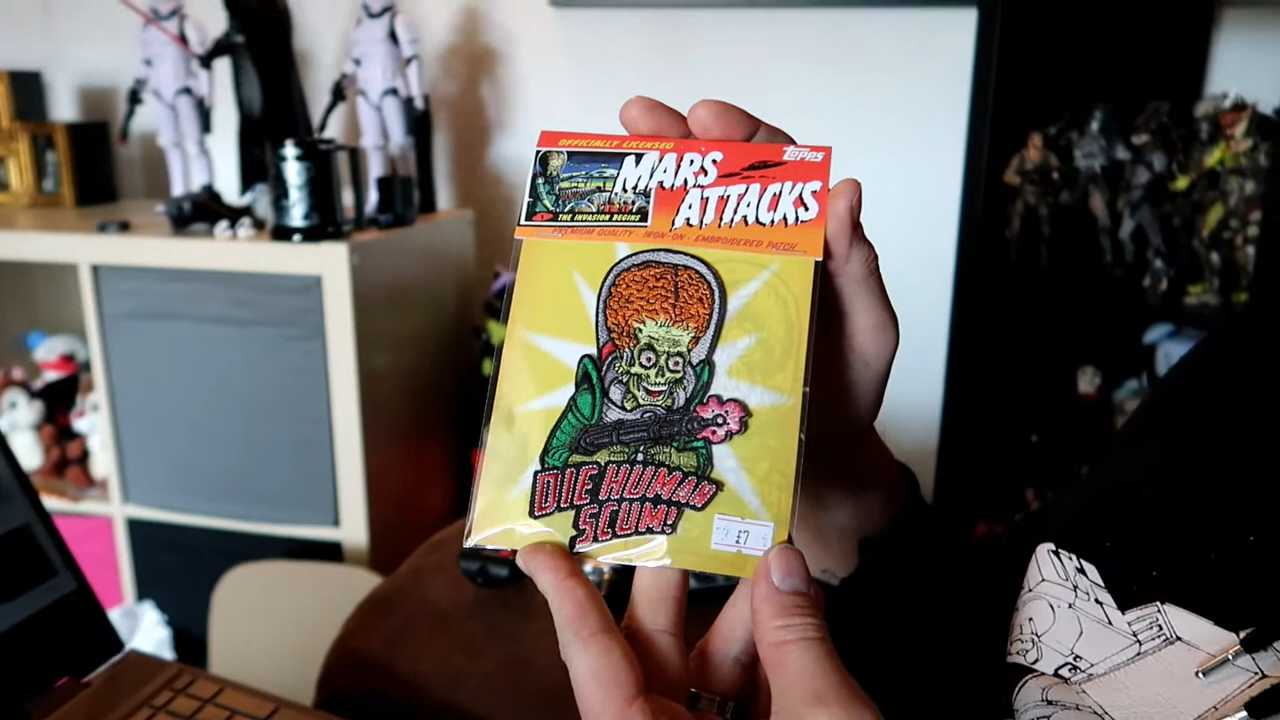 OFFICIALLY LICENSED
Topps
MARS
ATTACKS
THE INVASION BEGINS
PREMIUM QUALITY · IRON-ON · EMBROIDERED PATCH
DIE HUMAN
SCUM!
£7